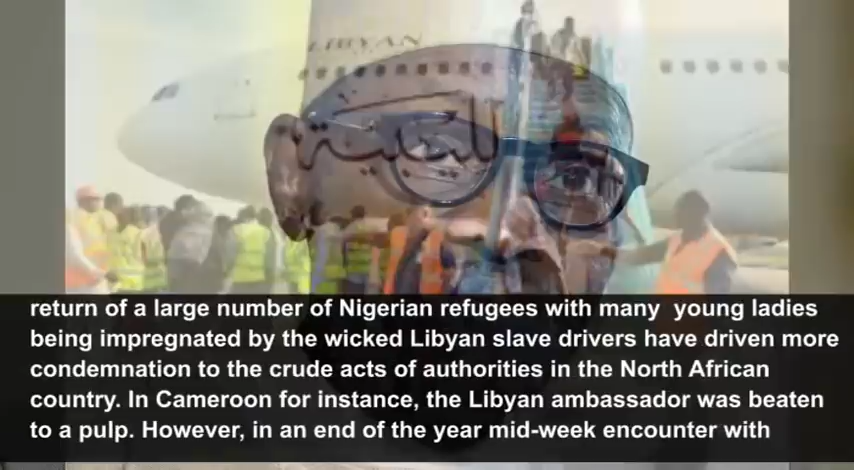 LIBYAN
الليبية
return of a large number of Nigerian refugees with many young ladies
being impregnated by the wicked Libyan slave drivers have driven more
condemnation to the crude acts of authorities in the North African
country. In Cameroon for instance, the Libyan ambassador was beaten
to a pulp. However, in an end of the year mid-week encounter with